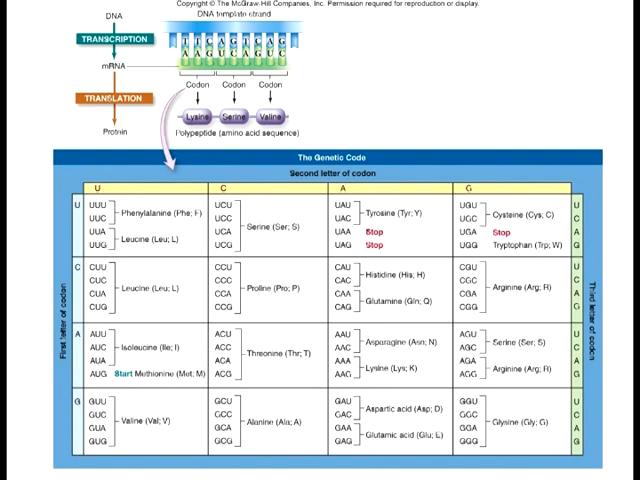 Copyright © The McGraw-Hill Companies, Inc. Permission required for reproduction or display.
DNA template strand
DNA
T T C A G T C A G
TRANSCRIPTION
A A G U C A G U C
mRNA
Codon Codon Codon
TRANSLATION
Lysine Serine Valine
Protein
Polypeptide (amino acid sequence)
The Genetic Code
Second letter of codon
U C A G
First letter of codon
Third letter of codon
U
UUU UCU UAU UGU U
Phenylalanine (Phe; F) Tyrosine (Tyr; Y) Cysteine (Cys; C)
UUC UCC UAC UGC C
Serine (Ser; S)
UUA UCA UAA Stop UGA Stop A
Leucine (Leu; L)
UUG UCG UAG Stop UGG Tryptophan (Trp; W) G
C
CUU CCU CAU CGU U
Histidine (His; H)
CUC CCC CAC CGC C
Leucine (Leu; L) Proline (Pro; P) Arginine (Arg; R)
CUA CCA CAA CGA A
Glutamine (Gln; Q)
CUG CCG CAG CGG G
A
AUU ACU AAU AGU U
Asparagine (Asn; N) Serine (Ser; S)
AUC Isoleucine (Ile; I) ACC AAC AGC C
Threonine (Thr; T)
AUA ACA AAA AGA A
Lysine (Lys; K) Arginine (Arg; R)
AUG Start Methionine (Met; M) ACG AAG AGG G
G
GUU GCU GAU GGU U
Aspartic acid (Asp; D)
GUC GCC GAC GGC C
Valine (Val; V) Alanine (Ala; A) Glycine (Gly; G)
GUA GCA GAA GGA A
Glutamic acid (Glu; E)
GUG GCG GAG GGG G